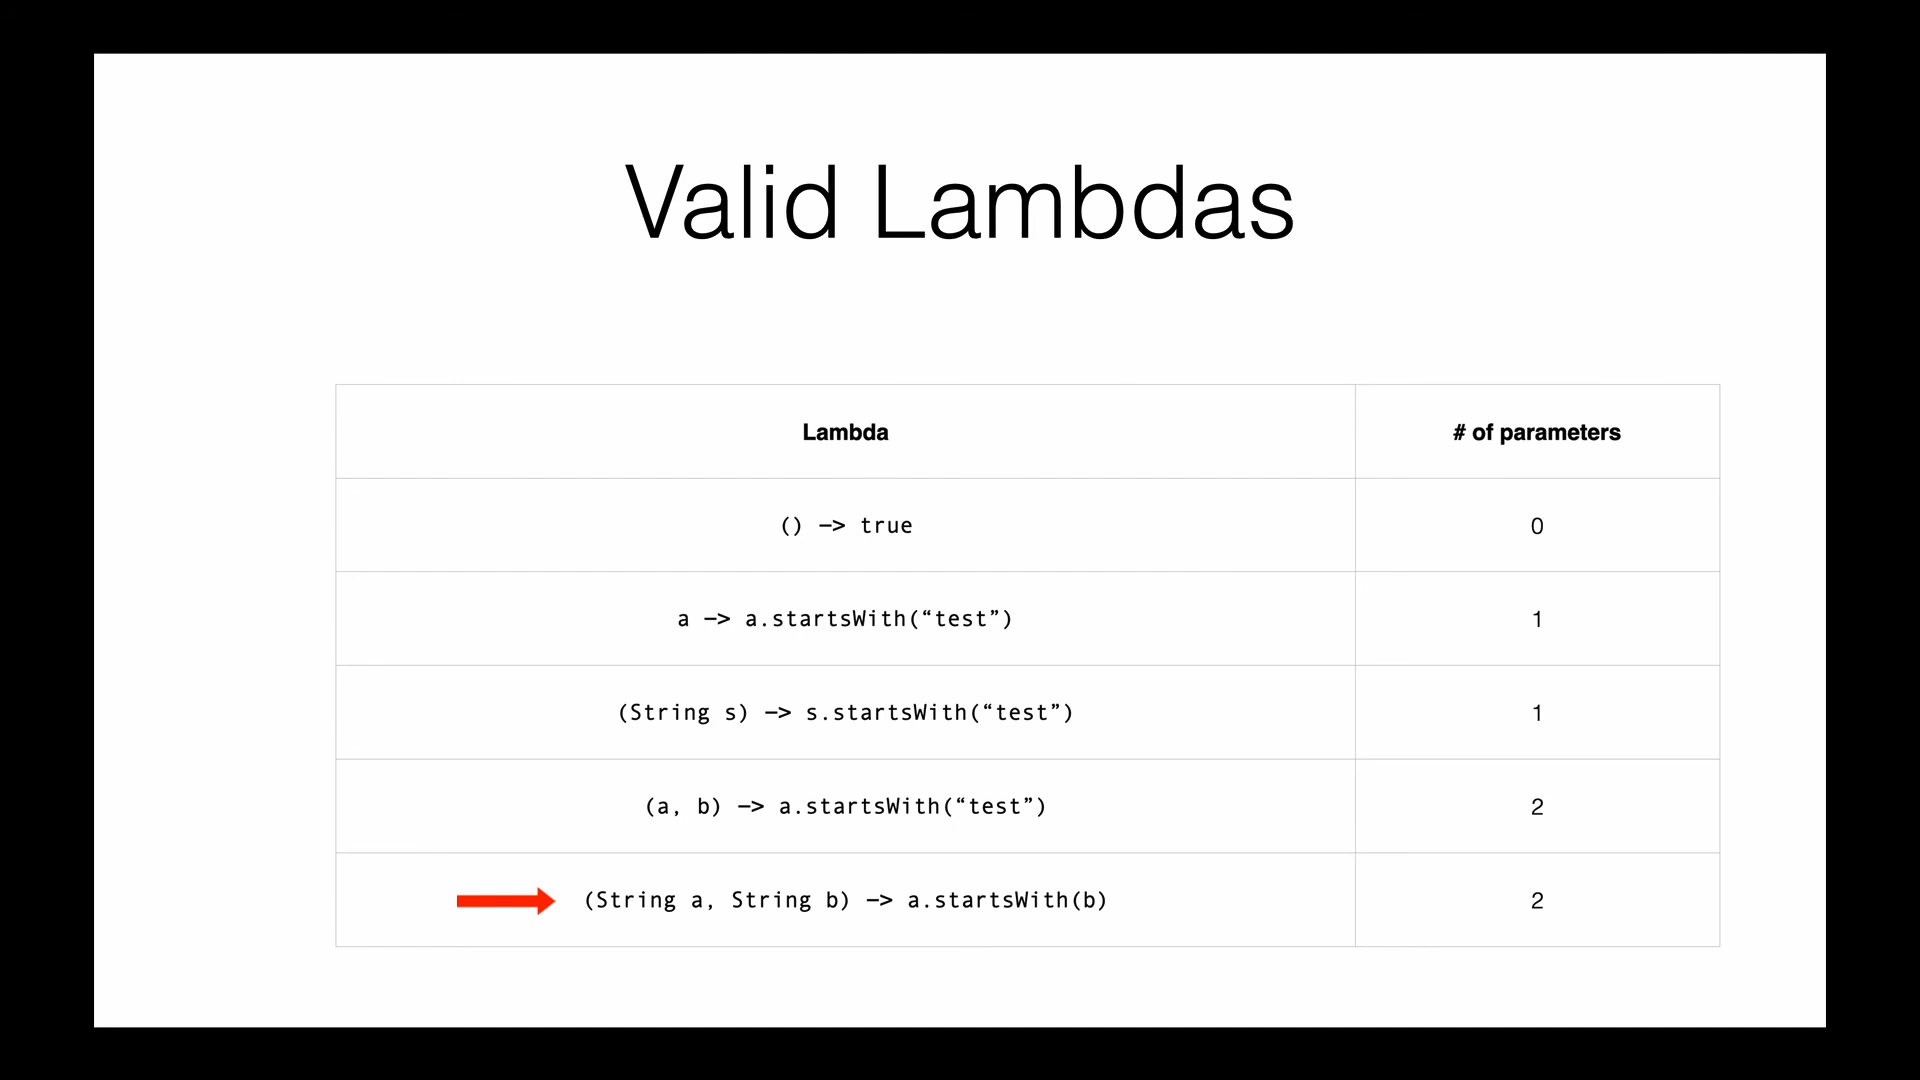 Valid Lambdas
Lambda # of parameters
() –> true 0
a –> a.startsWith(“test”) 1
(String s) –> s.startsWith(“test”) 1
(a, b) –> a.startsWith(“test”) 2
(String a, String b) –> a.startsWith(b) 2